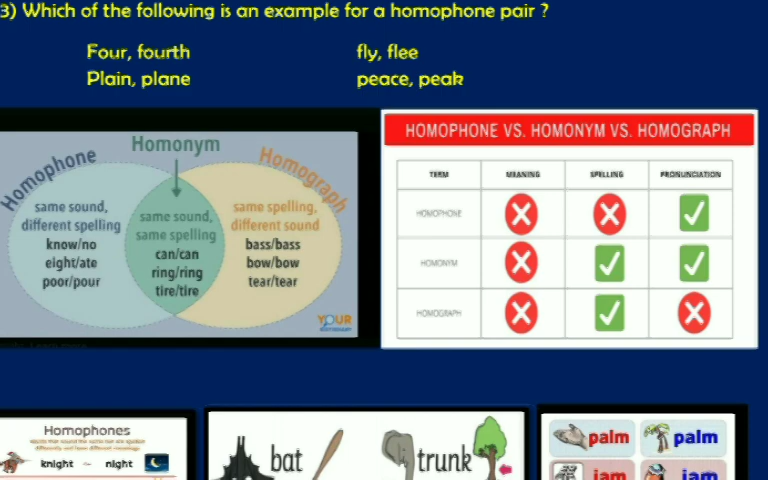 3) Which of the following is an example for a homophone pair ?
Four, fourth
fly, flee
Plain, plane
peace, peak
Homophone
Homonym
Homograph
same sound,
different spelling
know/no
eight/ate
poor/pour
same sound,
same spelling
can/can
ring/ring
tire/tire
same spelling,
different sound
bass/bass
bow/bow
tear/tear
YOUR
DICTIONARY
HOMOPHONE VS. HOMONYM VS. HOMOGRAPH
TERM MEANING SPELLING PRONUNCIATION
HOMOPHONE
HOMONYM
HOMOGRAPH
Homophones
knight ~ night
bat
trunk
palm palm
jam jam